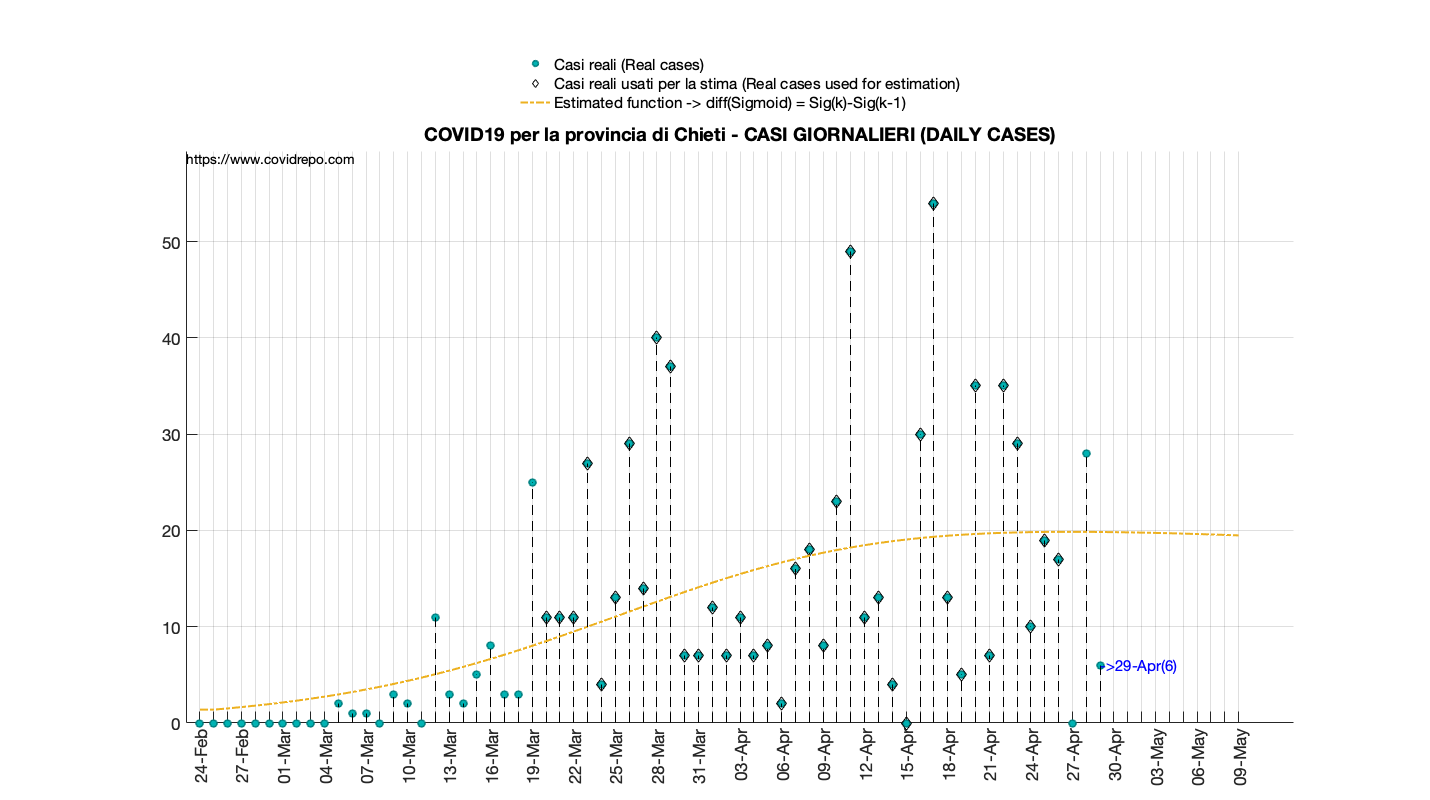 Casi reali (Real cases)
Casi reali usati per la stima (Real cases used for estimation)
Estimated function -> diff(Sigmoid) = Sig(k)-Sig(k-1)
COVID19 per la provincia di Chieti - CASI GIORNALIERI (DAILY CASES)
https://www.covidrepo.com
50
40
30
20
10
0
>29-Apr(6)
24-Feb
27-Feb
01-Mar
04-Mar
07-Mar
10-Mar
13-Mar
16-Mar
19-Mar
22-Mar
25-Mar
28-Mar
31-Mar
03-Apr
06-Apr
09-Apr
12-Apr
15-Apr
18-Apr
21-Apr
24-Apr
27-Apr
30-Apr
03-May
06-May
09-May